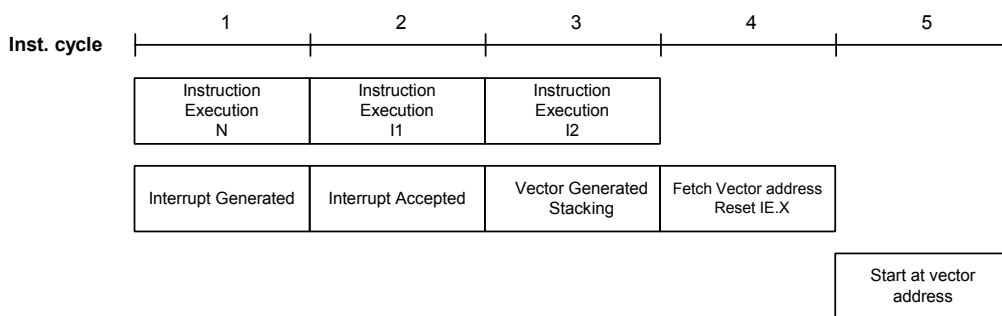 1 2 3 4 5
Inst. cycle
Instruction
Execution
N
Instruction
Execution
I1
Instruction
Execution
I2
Interrupt Generated
Interrupt Accepted
Vector Generated
Stacking
Fetch Vector address
Reset IE.X
Start at vector
address